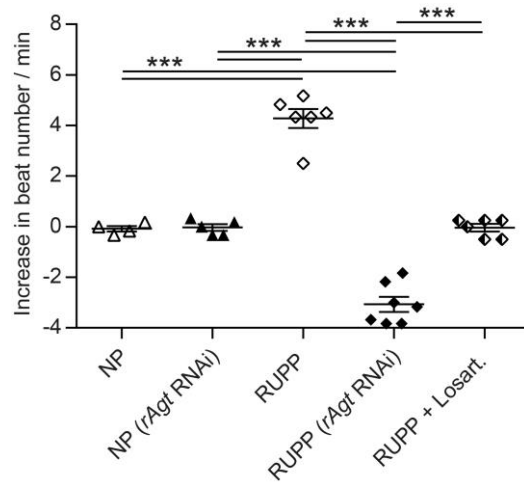 Increase in beat number / min
8
6
4
2
0
-2
-4
***
***
***
***
NP
NP (rAgt RNAi)
RUPP
RUPP (rAgt RNAi)
RUPP + Losart.